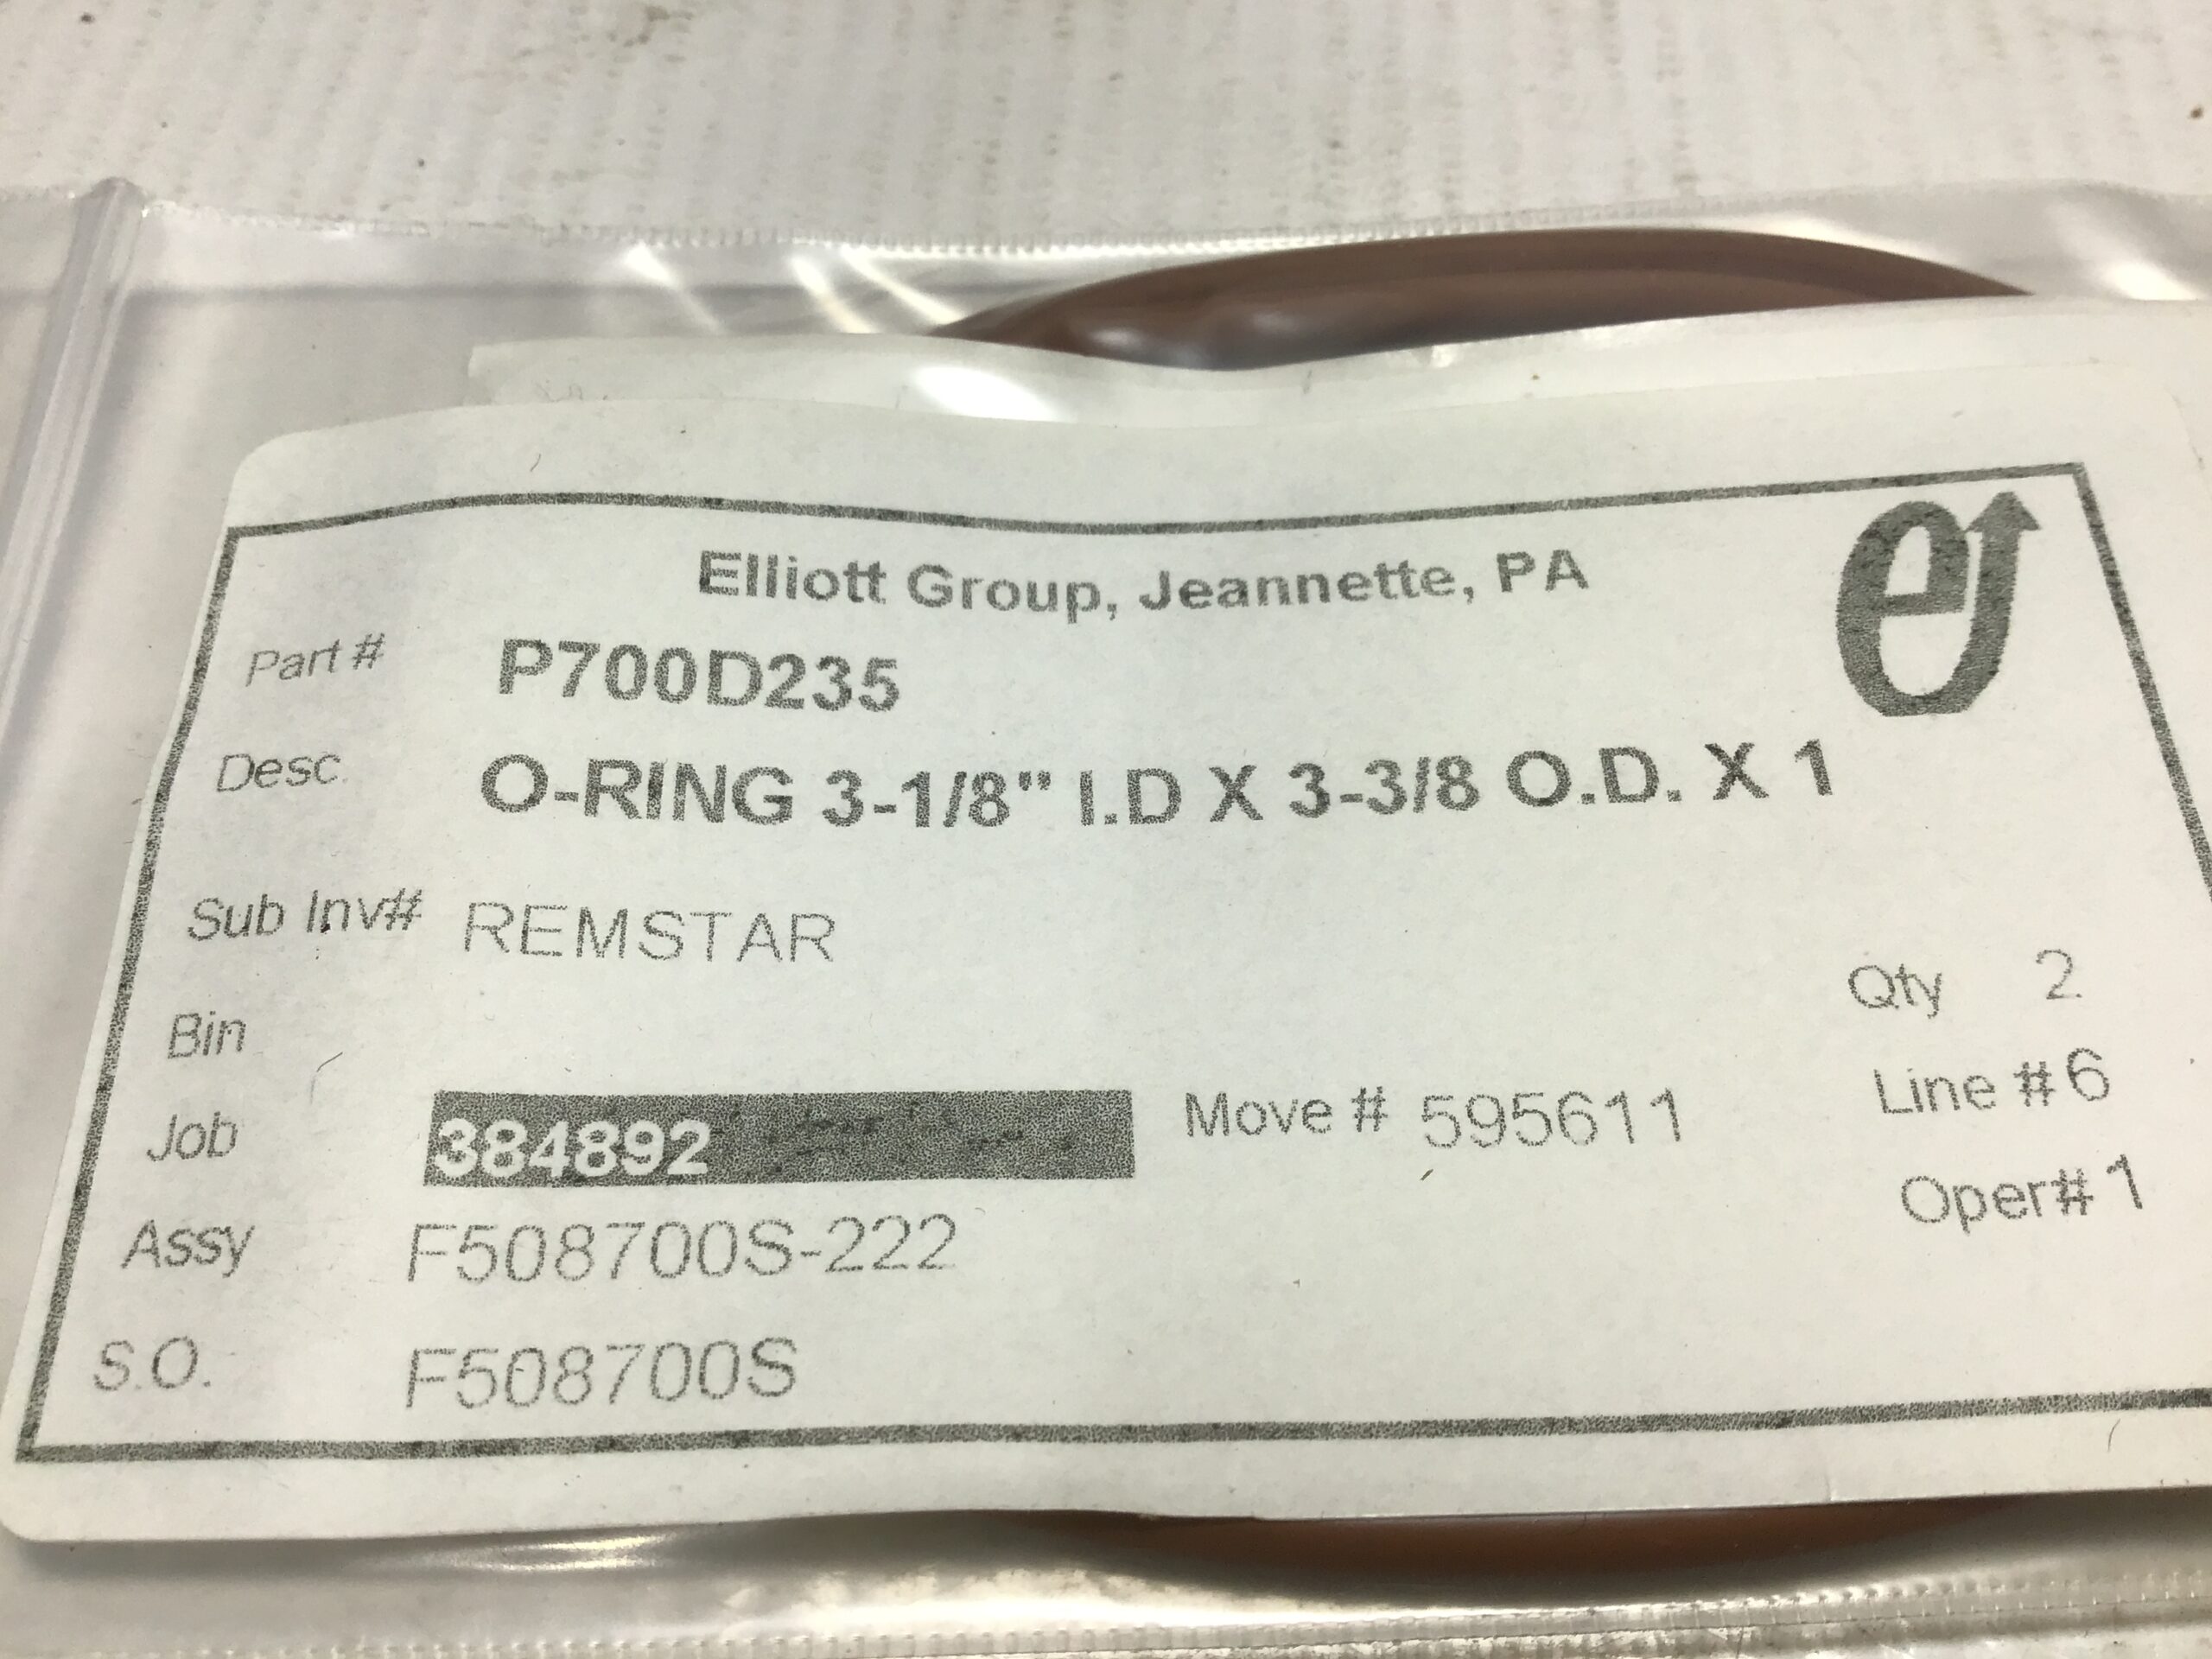 Elliott Group, Jeannette, PA
Part # P700D235
Desc. O-RING 3-1/8" I.D X 3-3/8 O.D. X 1
Sub Inv# REMSTAR
Qty 2
Bin
Line # 6
Job 384892 Move # 595611
Oper# 1
Assy F508700S-222
S.O. F508700S